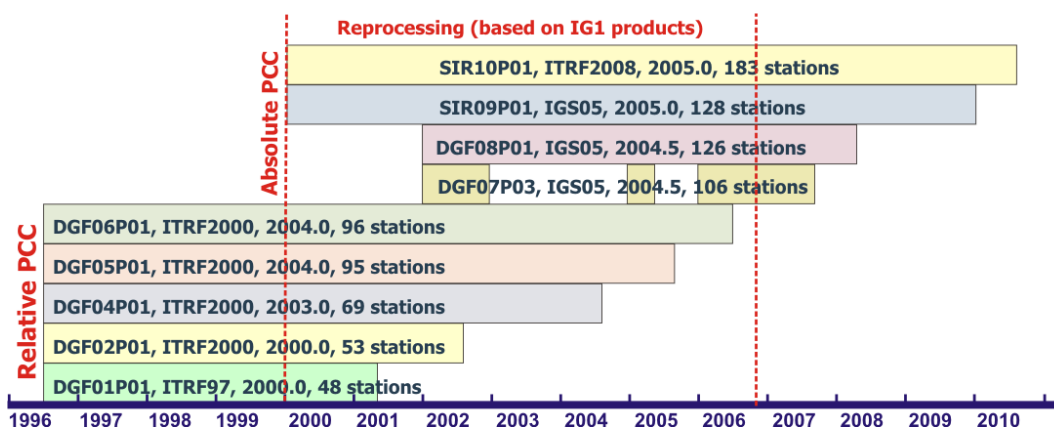 Reprocessing (based on IG1 products)
Absolute PCC
SIR10P01, ITRF2008, 2005.0, 183 stations
SIR09P01, IGS05, 2005.0, 128 stations
DGF08P01, IGS05, 2004.5, 126 stations
DGF07P03, IGS05, 2004.5, 106 stations
Relative PCC
DGF06P01, ITRF2000, 2004.0, 96 stations
DGF05P01, ITRF2000, 2004.0, 95 stations
DGF04P01, ITRF2000, 2003.0, 69 stations
DGF02P01, ITRF2000, 2000.0, 53 stations
DGF01P01, ITRF97, 2000.0, 48 stations
1996 1997 1998 1999 2000 2001 2002 2003 2004 2005 2006 2007 2008 2009 2010